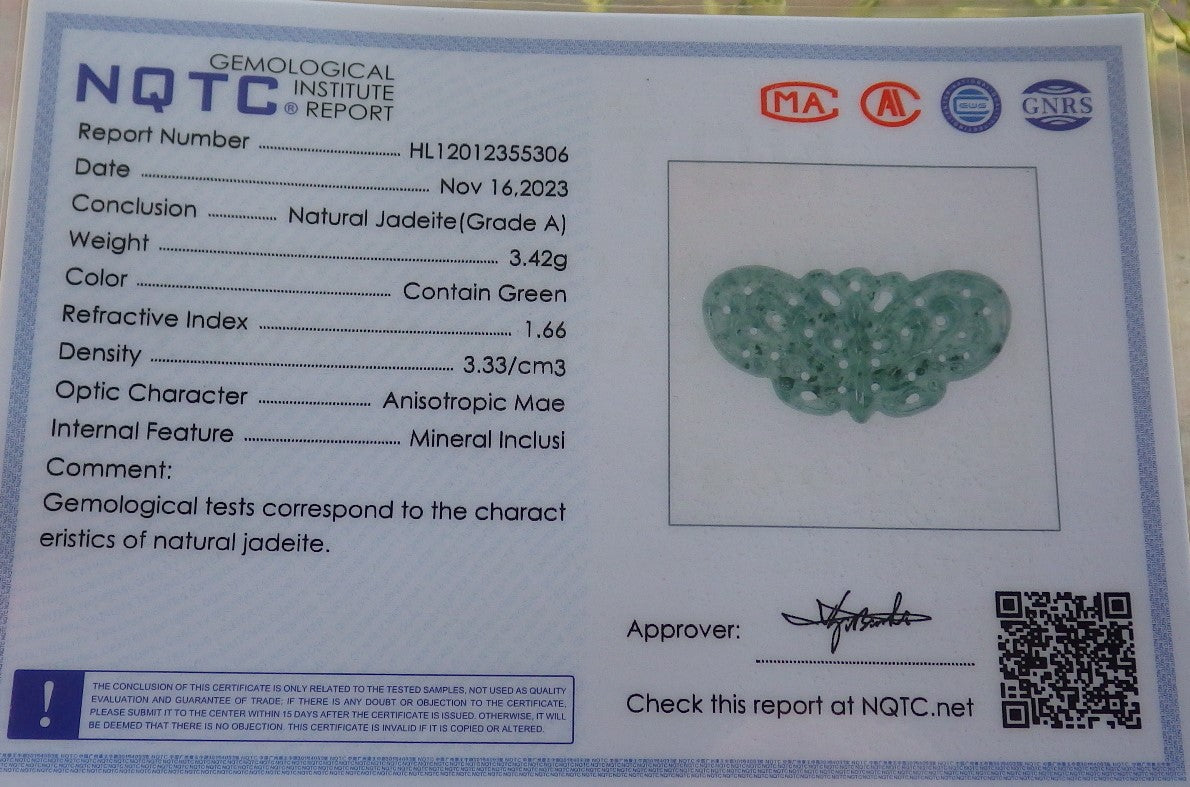 NQTC® GEMOLOGICAL
INSTITUTE
REPORT
MA
GWG
GNRS
Report Number ........ HL12012355306
Date ........ Nov 16,2023
Conclusion ........ Natural Jadeite(Grade A)
Weight ........ 3.42g
Color ........ Contain Green
Refractive Index ........ 1.66
Density ........ 3.33/cm3
Optic Character ........ Anisotropic Mae
Internal Feature ........ Mineral Inclusi
Comment:
Gemological tests correspond to the charact
eristics of natural jadeite.
Approver:
Check this report at NQTC.net
!
THE CONCLUSION OF THIS CERTIFICATE IS ONLY RELATED TO THE TESTED SAMPLES, NOT USED AS QUALITY
EVALUATION AND GUARANTEE OF TRADE; IF THERE IS ANY DOUBT OR OBJECTION TO THE CERTIFICATE,
PLEASE SUBMIT IT TO THE CENTER WITHIN 15 DAYS AFTER THE CERTIFICATE IS ISSUED. OTHERWISE, IT WILL
BE DEEMED THAT THERE IS NO OBJECTION. THIS CERTIFICATE IS INVALID IF IT IS COPIED OR ALTERED.